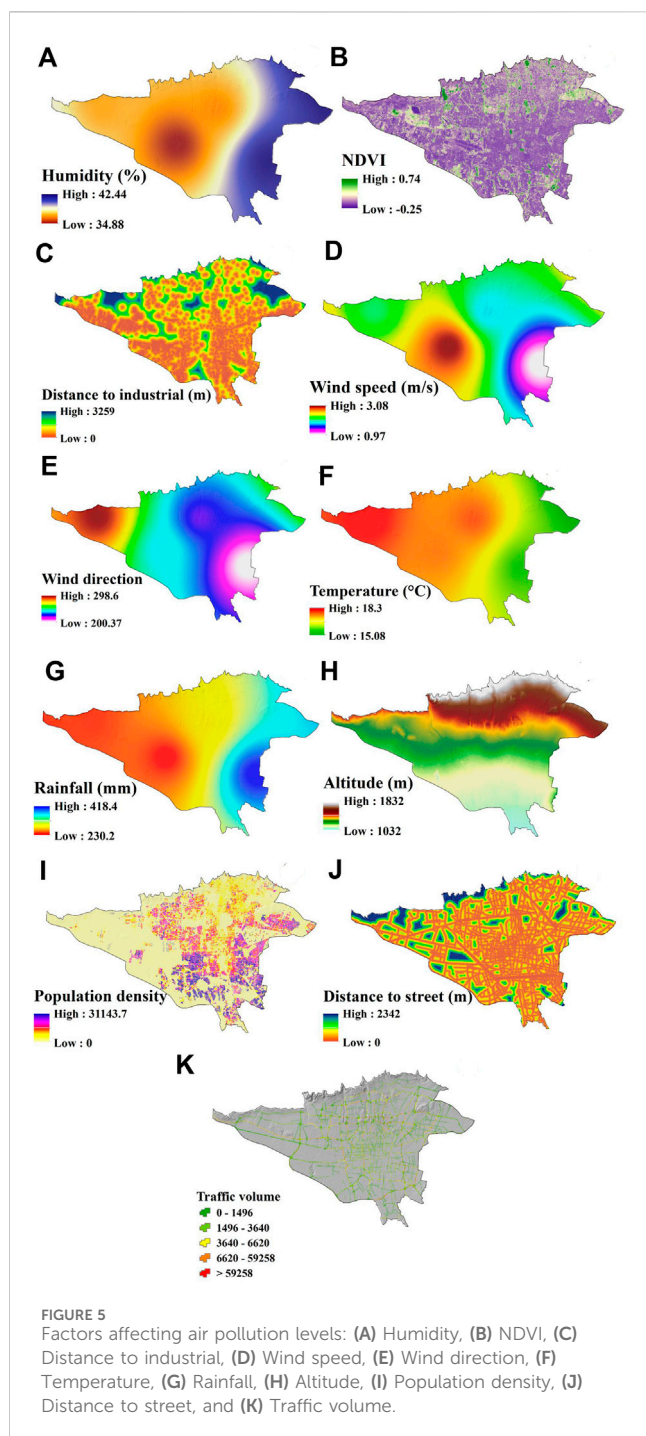 A
Humidity (%)
High : 42.44
Low : 34.88
B
NDVI
High : 0.74
Low : -0.25
C
Distance to industrial (m)
High : 3259
Low : 0
D
Wind speed (m/s)
High : 3.08
Low : 0.97
E
Wind direction
High : 298.6
Low : 200.37
F
Temperature (°C)
High : 18.3
Low : 15.08
G
Rainfall (mm)
High : 418.4
Low : 230.2
H
Altitude (m)
High : 1832
Low : 1032
I
Population density
High : 31143.7
Low : 0
J
Distance to street (m)
High : 2342
Low : 0
K
Traffic volume
0 - 1496
1496 - 3640
3640 - 6620
6620 - 59258
> 59258
FIGURE 5
Factors affecting air pollution levels: (A) Humidity, (B) NDVI, (C)
Distance to industrial, (D) Wind speed, (E) Wind direction, (F)
Temperature, (G) Rainfall, (H) Altitude, (I) Population density, (J)
Distance to street, and (K) Traffic volume.